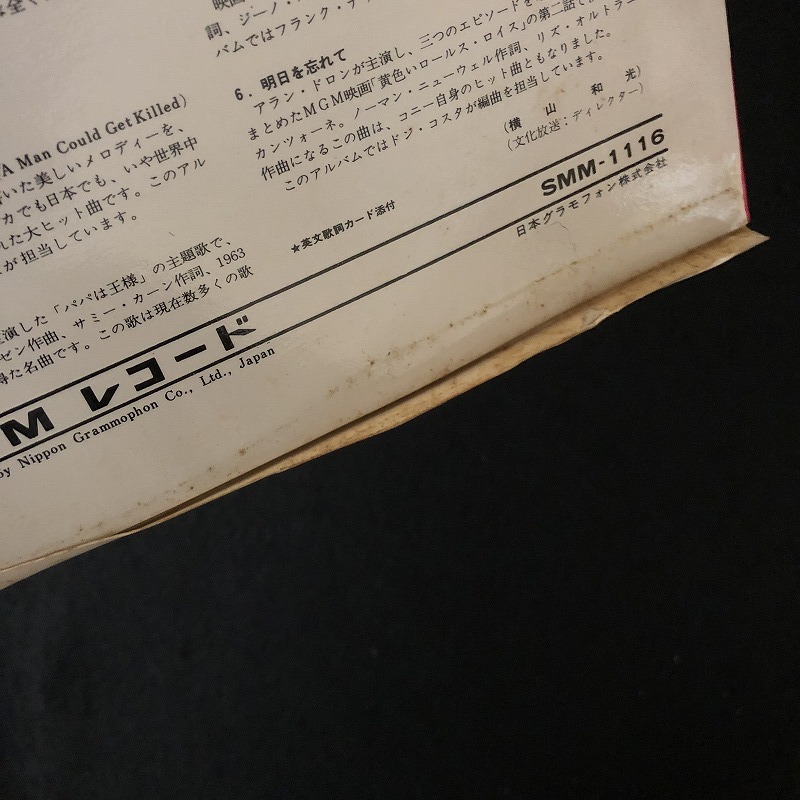 映画
詞、ジーノ・
バムではフランク・
6. 明日を忘れて
アラン・ドロンが主演し、三つのエピソードを
まとめたMGM映画「黄色いロールス・ロイス」の第二話で
カンツォーネ。ノーマン・ニューウェル作詞、リズ・オルトラーニ
作曲になるこの曲は、コニー自身のヒット曲ともなりました。
このアルバムではドン・コスタが編曲を担当しています。
(横山和光)
(文化放送:ディレクター)
A Man Could Get Killed)
いた美しいメロディーを、
カでも日本でも、いや世界中
れた大ヒット曲です。このアル
が担当しています。
演した「パパは王様」の主題歌で、
ゼン作曲、サミー・カーン作詞、1963
得た名曲です。この歌は現在数多くの歌
★英文歌詞カード添付
SMM-1116
日本グラモフォン株式会社
M レコード
by Nippon Grammophon Co., Ltd., Japan